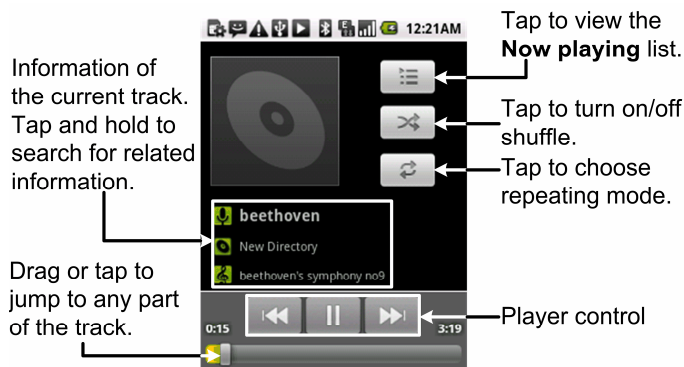 12:21AM
Tap to view the
Now playing list.
Information of
the current track.
Tap and hold to
search for related
information.
Tap to turn on/off
shuffle.
Tap to choose
repeating mode.
beethoven
New Directory
beethoven's symphony no9
Drag or tap to
jump to any part
of the track.
0:15
3:19
Player control